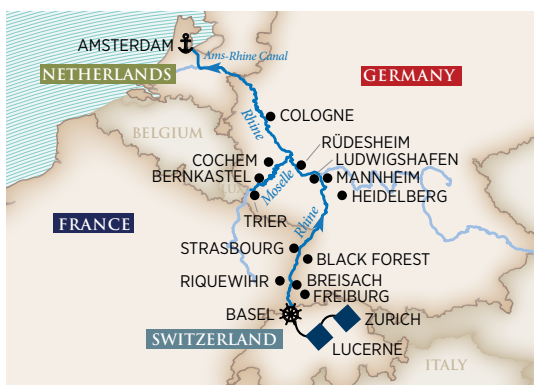 AMSTERDAM
Ams-Rhine Canal
NETHERLANDS
GERMANY
COLOGNE
Rhine
BELGIUM
RÜDESHEIM
COCHEM
LUDWIGSHAFEN
BERNKASTEL
MANNHEIM
Moselle
HEIDELBERG
TRIER
FRANCE
Rhine
STRASBOURG
BLACK FOREST
RIQUEWIHR
BREISACH
FREIBURG
BASEL
ZURICH
SWITZERLAND
LUCERNE
ITALY